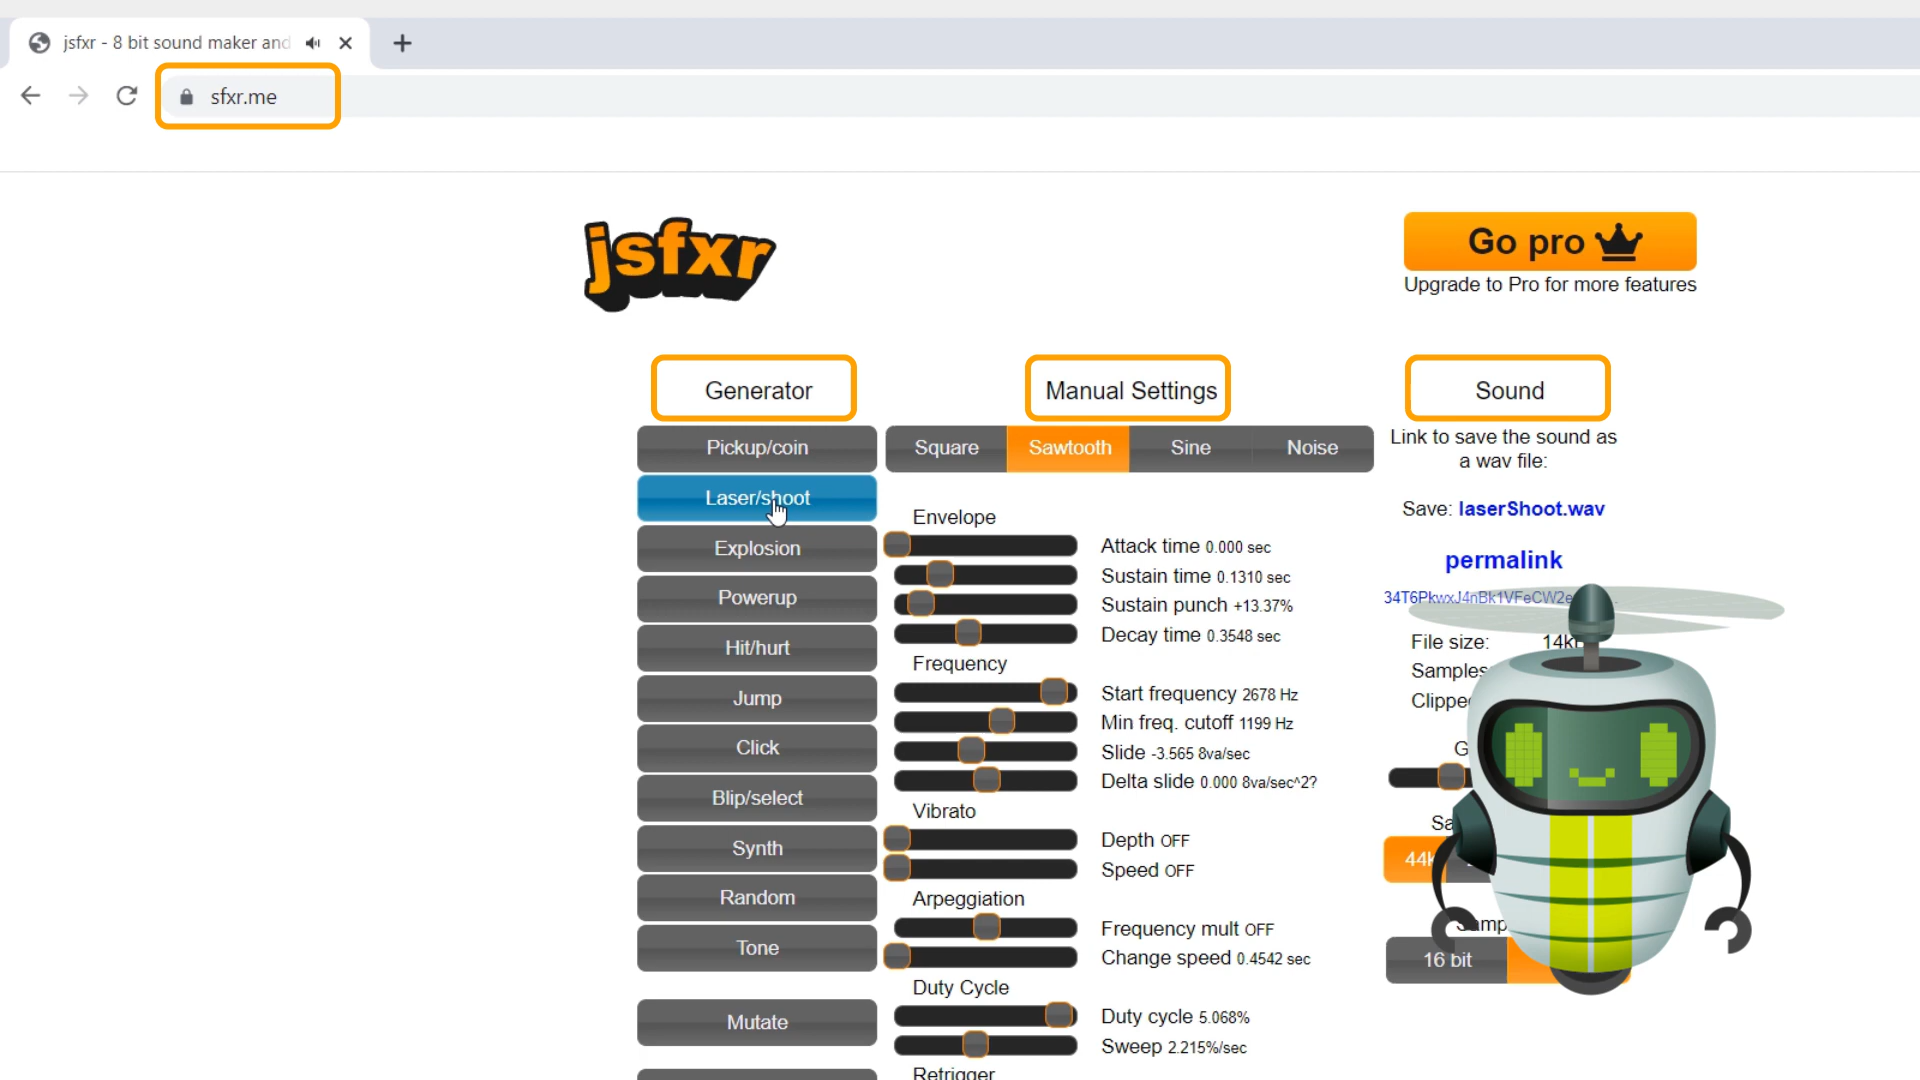 jsfxr - 8 bit sound maker and
sfxr.me
jsfxr
Go pro
Upgrade to Pro for more features
Generator
Manual Settings
Sound
Pickup/coin
Laser/shoot
Explosion
Powerup
Hit/hurt
Jump
Click
Blip/select
Synth
Random
Tone
Mutate
Square Sawtooth Sine Noise
Envelope
Attack time 0.000 sec
Sustain time 0.1310 sec
Sustain punch +13.37%
Decay time 0.3548 sec
Frequency
Start frequency 2678 Hz
Min freq. cutoff 1199 Hz
Slide -3.565 8va/sec
Delta slide 0.000 8va/sec^2?
Vibrato
Depth OFF
Speed OFF
Arpeggiation
Frequency mult OFF
Change speed 0.4542 sec
Duty Cycle
Duty cycle 5.068%
Sweep 2.215%/sec
Retrigger
Link to save the sound as
a wav file:
Save: laserShoot.wav
permalink
File size: 14k
Samples
Clippe
G
Sa
44k
amp
16 bit